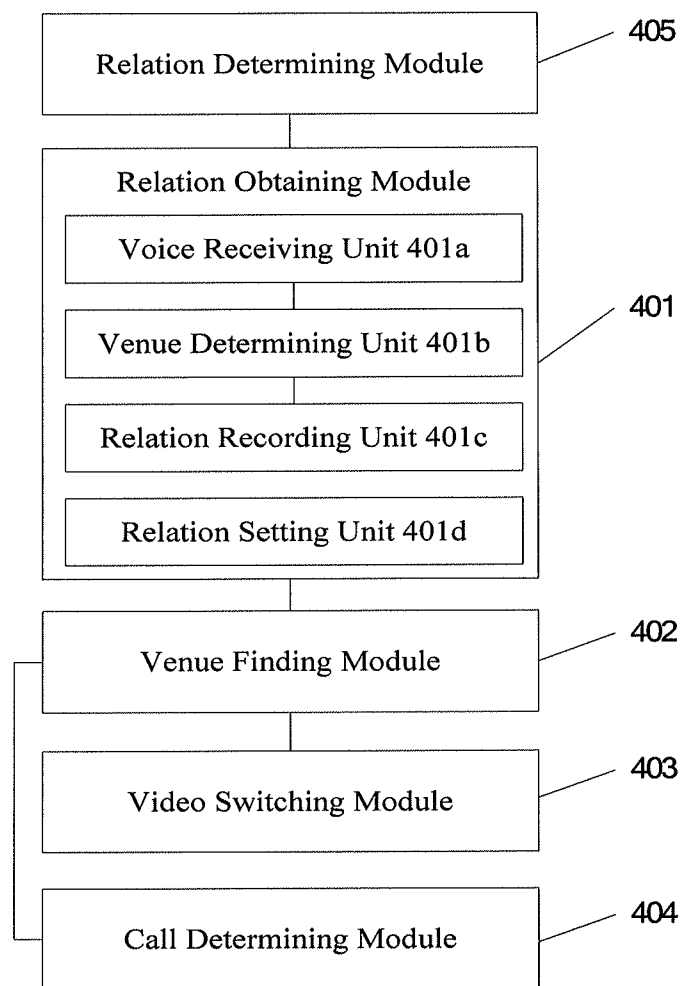 405
Relation Determining Module
Relation Obtaining Module
Voice Receiving Unit 401a
401
Venue Determining Unit 401b
Relation Recording Unit 401c
Relation Setting Unit 401d
402
Venue Finding Module
403
Video Switching Module
404
Call Determining Module